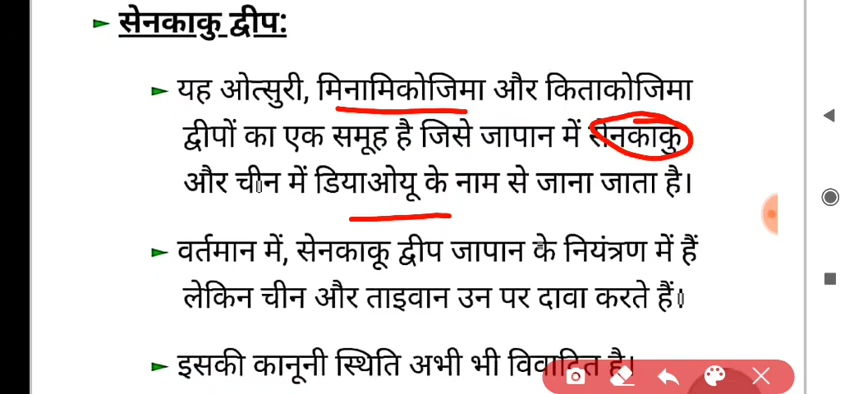 सेनकाकु द्वीप:
यह ओत्सुरी, मिनामिकोजिमा और किताकोजिमा
द्वीपों का एक समूह है जिसे जापान में सेनकाकु
और चीन में डियाओयू के नाम से जाना जाता है।
वर्तमान में, सेनकाकू द्वीप जापान के नियंत्रण में हैं
लेकिन चीन और ताइवान उन पर दावा करते हैं।
इसकी कानूनी स्थिति अभी भी विवादित है।